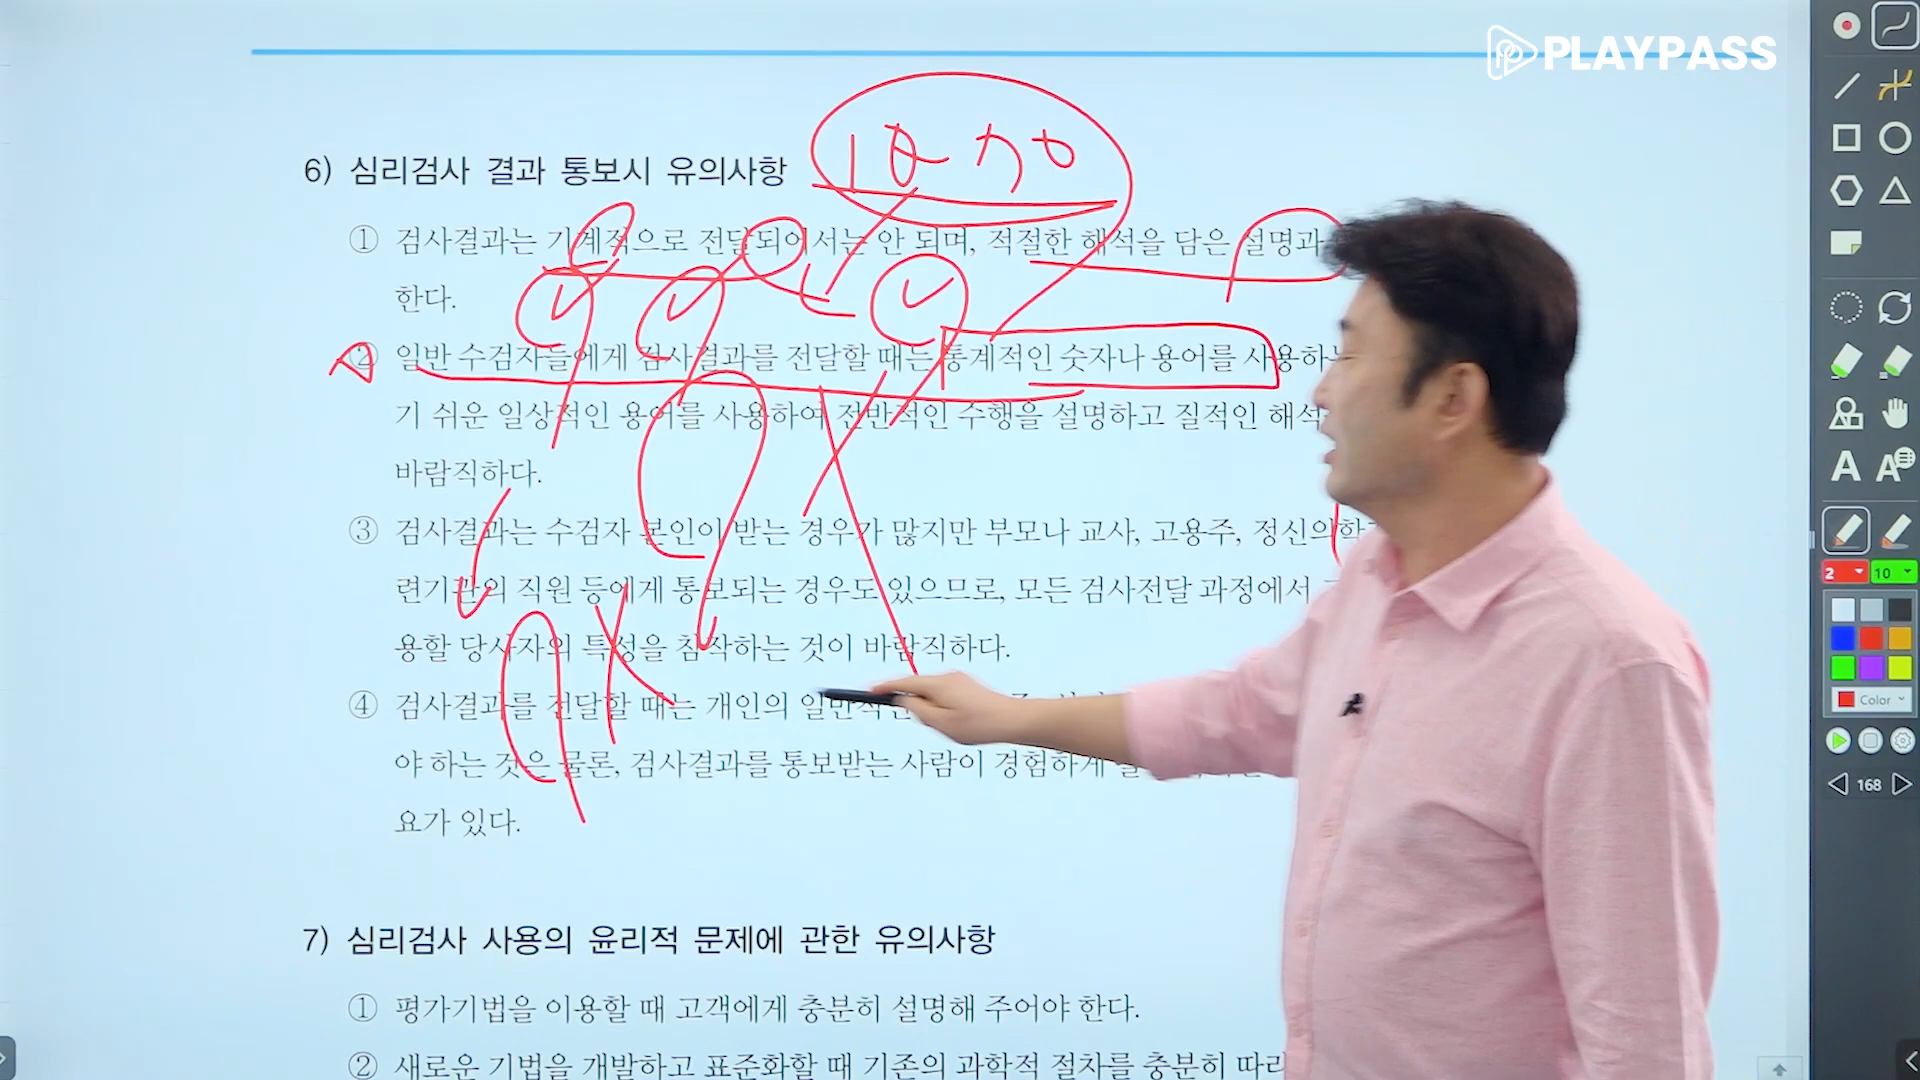 PLAYPASS
6) 심리검사 결과 통보시 유의사항
① 검사결과는 기계적으로 전달되어서는 안 되며, 적절한 해석을 담은 설명과
한다.
② 일반 수검자들에게 검사결과를 전달할 때는 통계적인 숫자나 용어를 사용하는
기 쉬운 일상적인 용어를 사용하여 전반적인 수행을 설명하고 질적인 해석
바람직하다.
③ 검사결과는 수검자 본인이 받는 경우가 많지만 부모나 교사, 고용주, 정신의학
련기관의 직원 등에게 통보되는 경우도 있으므로, 모든 검사전달 과정에서
용할 당사자의 특성을 참작하는 것이 바람직하다.
④ 검사결과를 전달할 때는 개인의 일반적인
야 하는 것은 물론, 검사결과를 통보받는 사람이 경험하게
요가 있다.
7) 심리검사 사용의 윤리적 문제에 관한 유의사항
① 평가기법을 이용할 때 고객에게 충분히 설명해 주어야 한다.
② 새로운 기법을 개발하고 표준화할 때 기존의 과학적 절차를 충분히 따라
2
10
Color
168